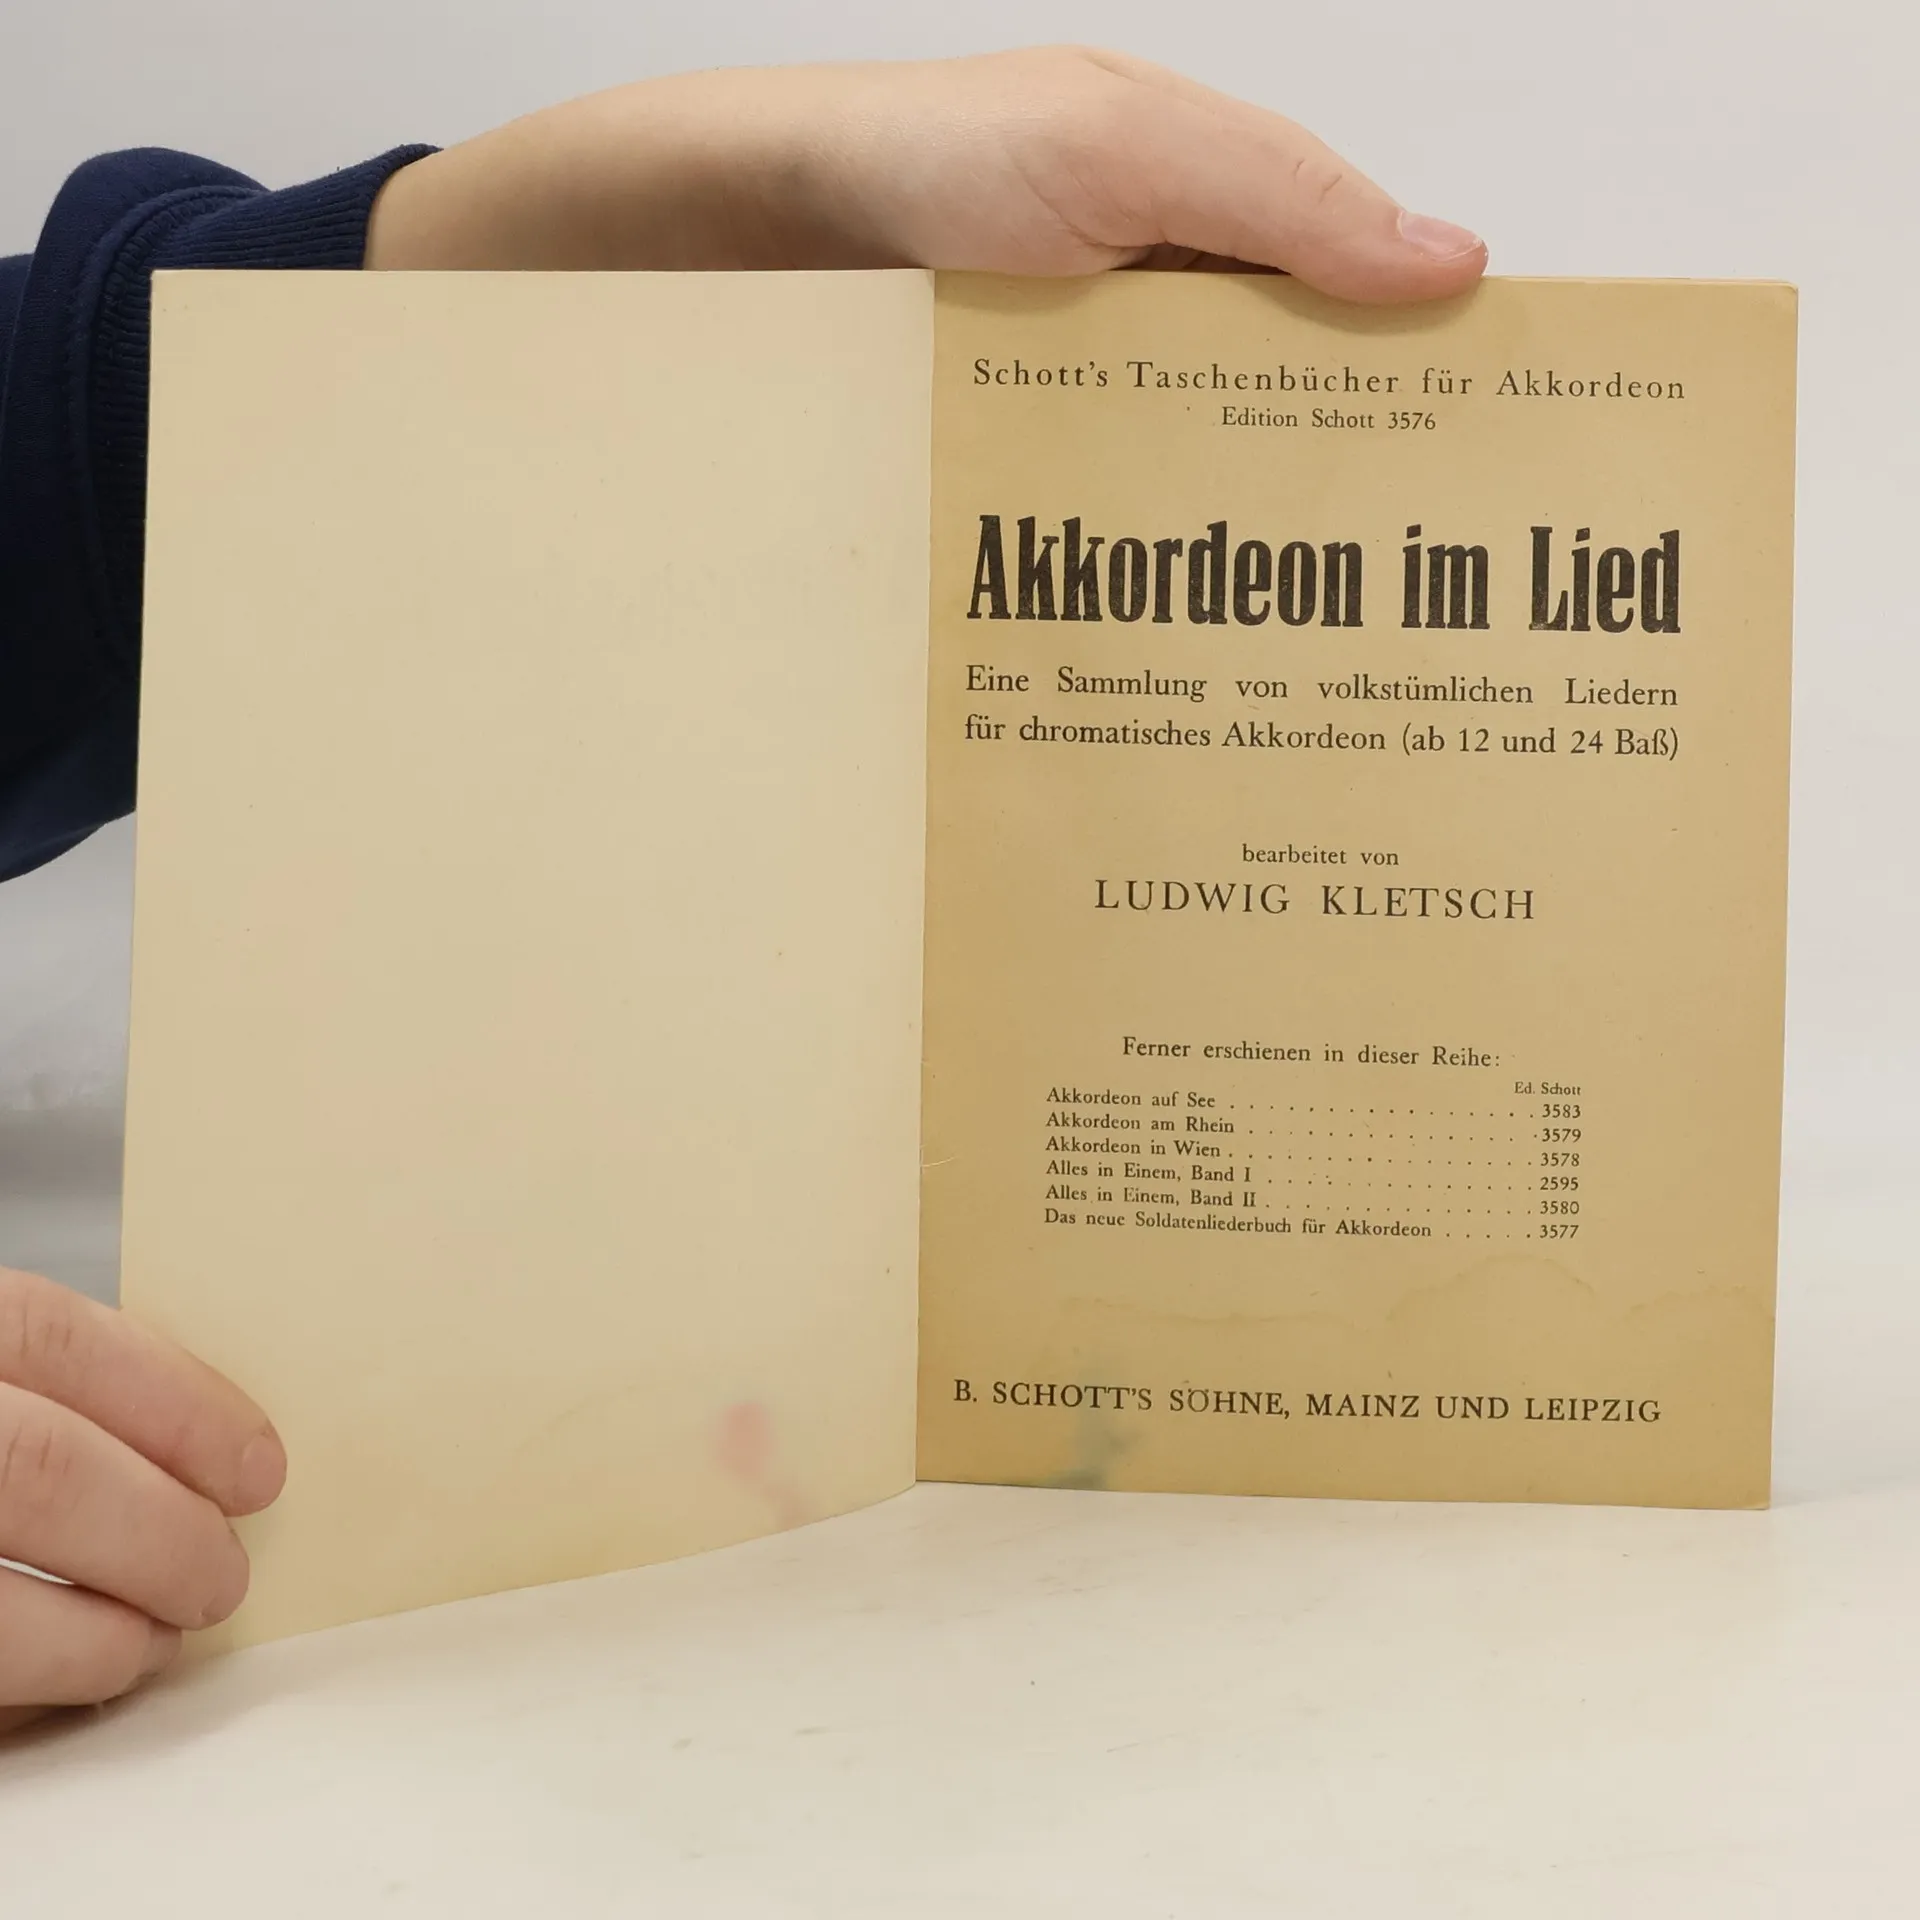 Schott's Taschenbücher für Akkordeon
Edition Schott 3576
Akkordeon im Lied
Eine Sammlung von volkstümlichen Liedern
für chromatisches Akkordeon (ab 12 und 24 Baß)
bearbeitet von
LUDWIG KLETSCH
Ferner erschienen in dieser Reihe:
Ed. Schott
Akkordeon auf See . . . . . . . . . . . . . . . . 3583
Akkordeon am Rhein . . . . . . . . . . . . . . . 3579
Akkordeon in Wien . . . . . . . . . . . . . . . . 3578
Alles in Einem, Band I . . . . . . . . . . . . . . 2595
Alles in Einem, Band II . . . . . . . . . . . . . . 3580
Das neue Soldatenliederbuch für Akkordeon . . . . . 3577
B. SCHOTT'S SÖHNE, MAINZ UND LEIPZIG